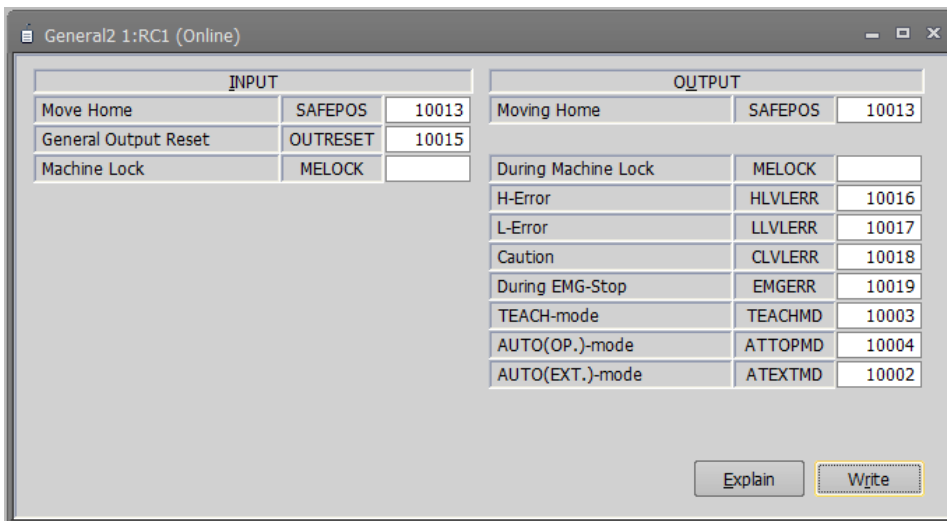 General2 1:RC1 (Online)
INPUT OUTPUT
Move Home SAFEPOS 10013 Moving Home SAFEPOS 10013
General Output Reset OUTRESET 10015
Machine Lock MELOCK During Machine Lock MELOCK
H-Error HLVLERR 10016
L-Error LLVLERR 10017
Caution CLVLERR 10018
During EMG-Stop EMGERR 10019
TEACH-mode TEACHMD 10003
AUTO(OP.)-mode ATTOPMD 10004
AUTO(EXT.)-mode ATEXTMD 10002
Explain Write